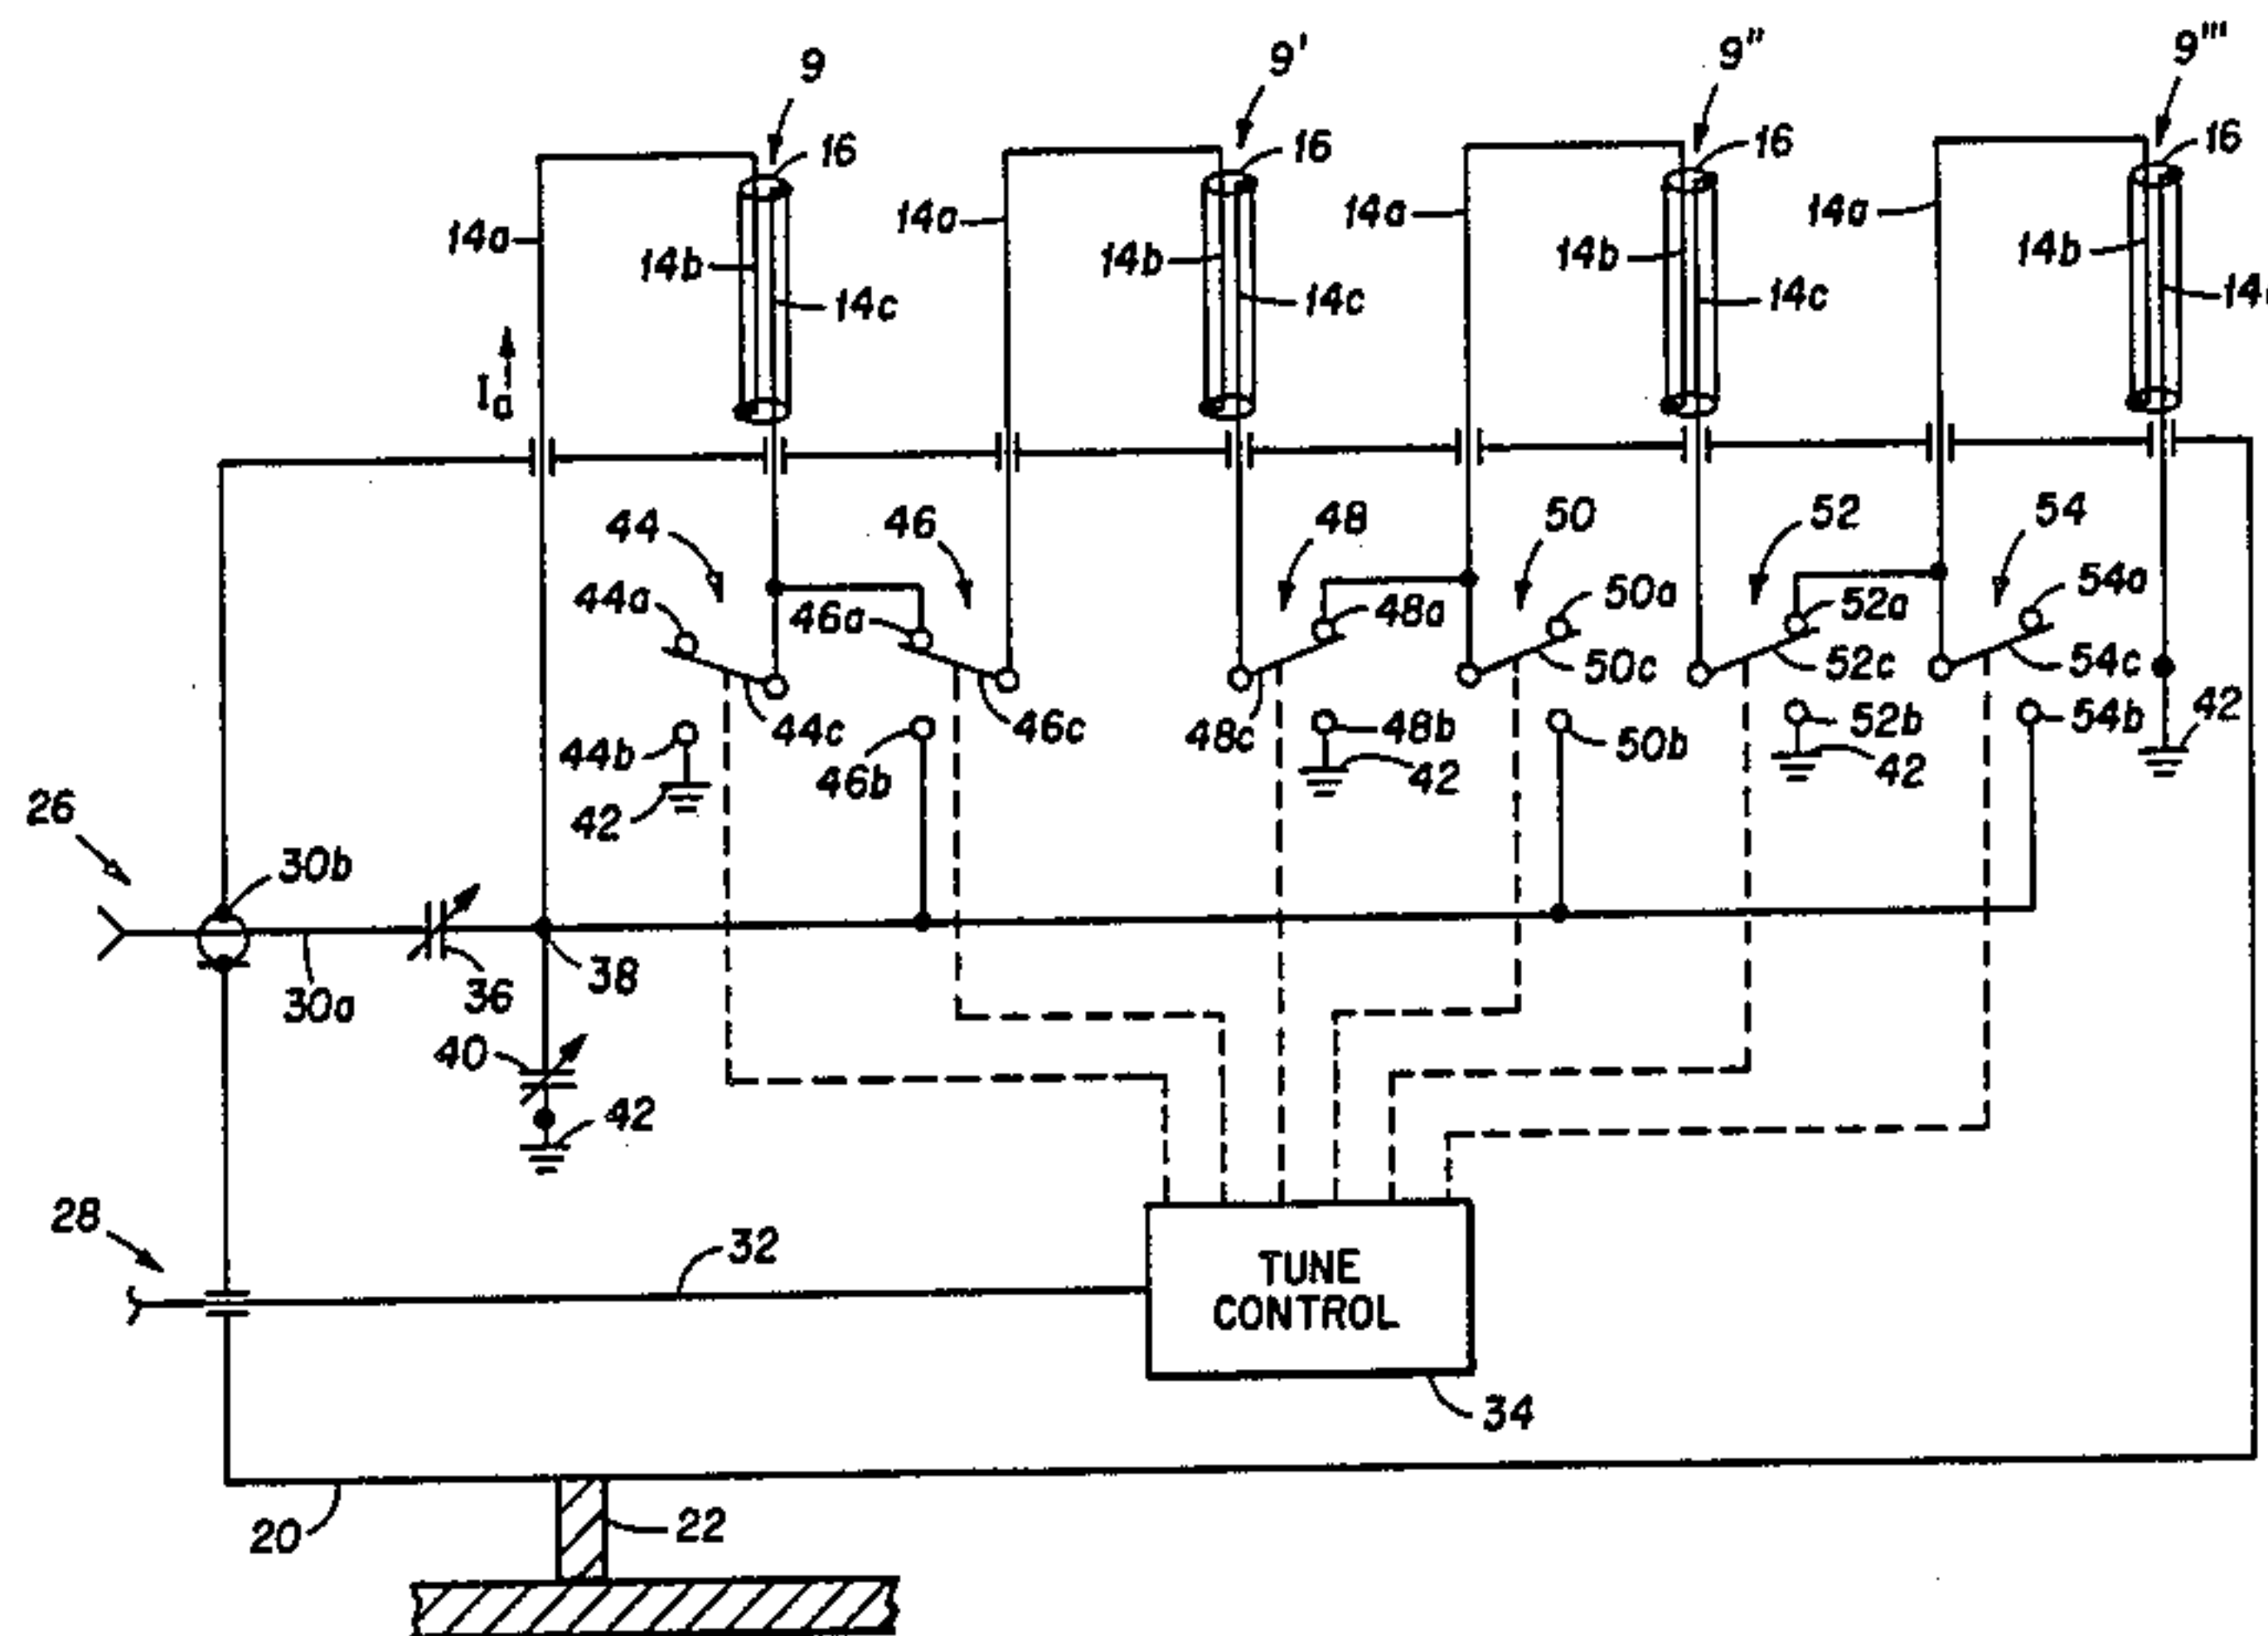 9 9' 9" 9'''
16 16 16 16
14a 14a 14a 14a
14b 14b 14b 14b
14c 14c 14c
Ia
44 46 48 50 52 54
44a 46a 48a 50a 52a 54a
44c 46c 48c 50c 52c 54c
44b 46b 48b 50b 52b 54b
42 42 42 42
26 30b
30a 36 38
40 42
28 32
TUNE
CONTROL
34
20 22